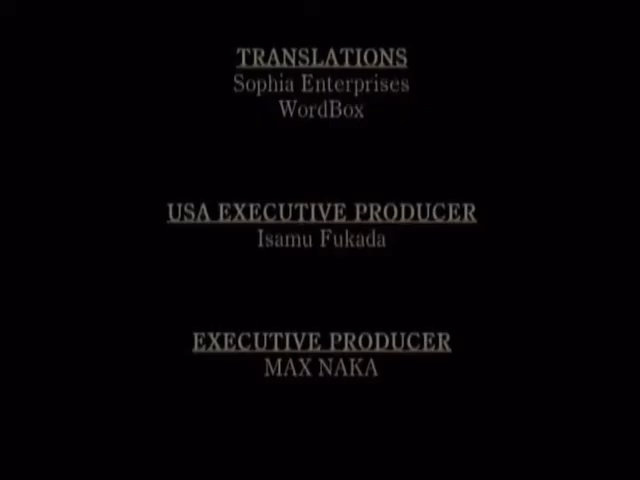 TRANSLATIONS
Sophia Enterprises
WordBox
USA EXECUTIVE PRODUCER
Isamu Fukada
EXECUTIVE PRODUCER
MAX NAKA